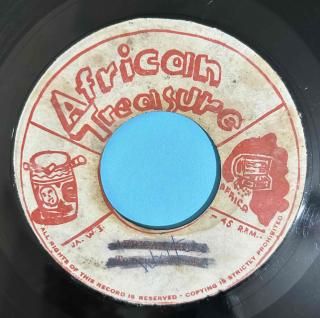 African
Treasure
AFRICA
JA. W.I.
- 45 R.P.M.
ALL RIGHTS OF THIS RECORD IS RESERVED - COPYING IS STRICTLY PROHIBITED